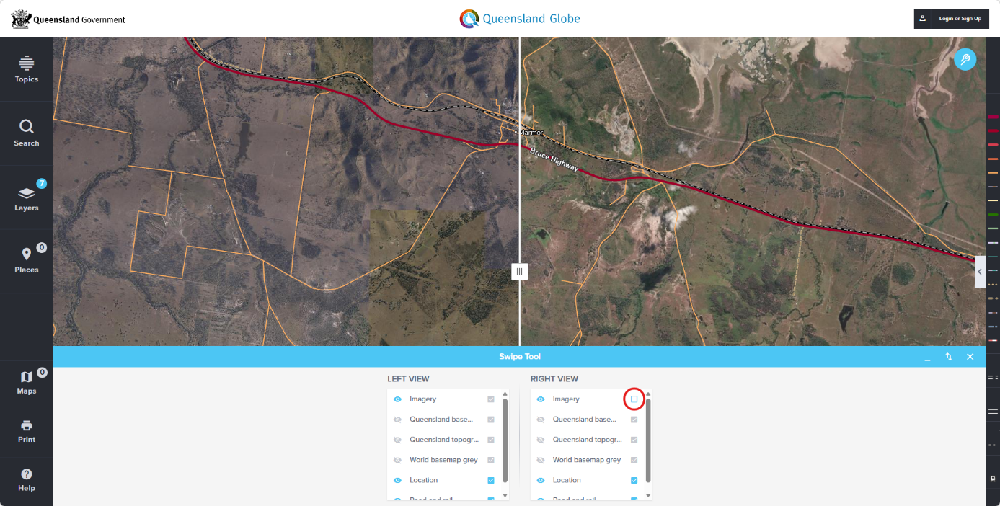 Queensland Government
Queensland Globe
Login or Sign Up
Topics
Search
7
Layers
0
Places
0
Maps
Print
Help
Marmor
Bruce Highway
Swipe Tool
LEFT VIEW
Imagery
Queensland base...
Queensland topogr...
World basemap grey
Location
Road and rail
RIGHT VIEW
Imagery
Queensland base...
Queensland topogr...
World basemap grey
Location
Road and rail